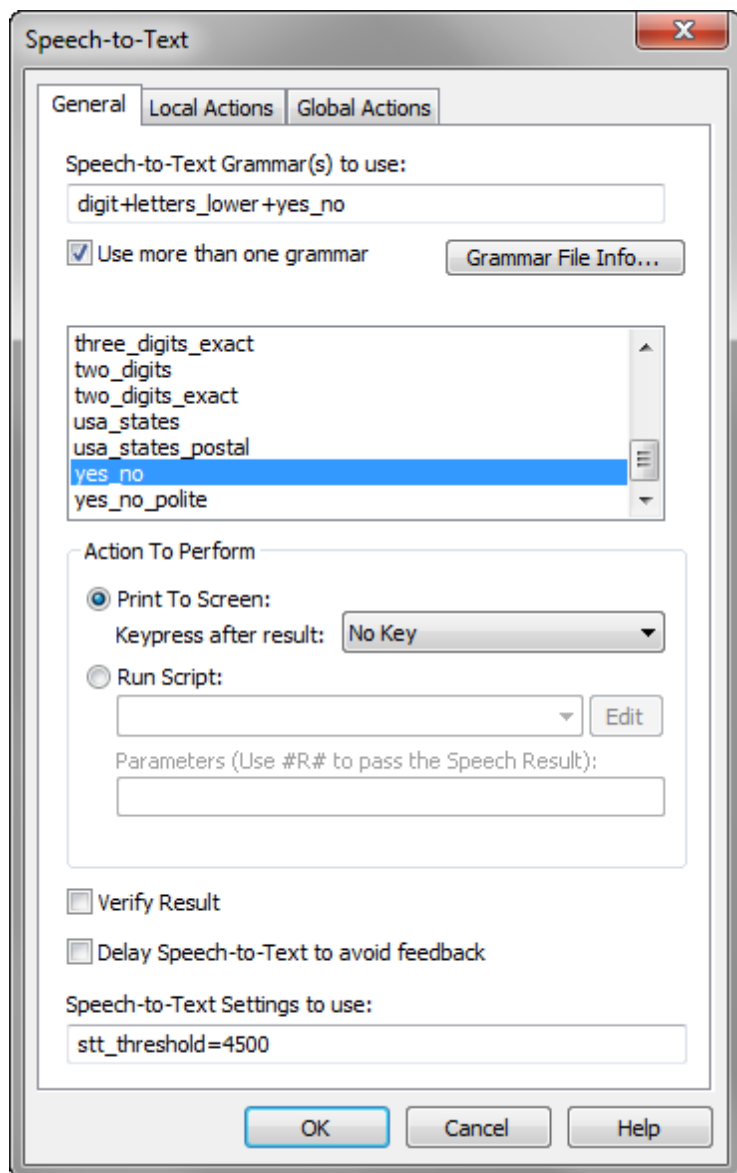 Speech-to-Text
General Local Actions Global Actions
Speech-to-Text Grammar(s) to use:
digit+letters_lower+yes_no
Use more than one grammar Grammar File Info...
three_digits_exact
two_digits
two_digits_exact
usa_states
usa_states_postal
yes_no
yes_no_polite
Action To Perform
Print To Screen:
Keypress after result: No Key
Run Script:
Edit
Parameters (Use #R# to pass the Speech Result):
Verify Result
Delay Speech-to-Text to avoid feedback
Speech-to-Text Settings to use:
stt_threshold=4500
OK Cancel Help